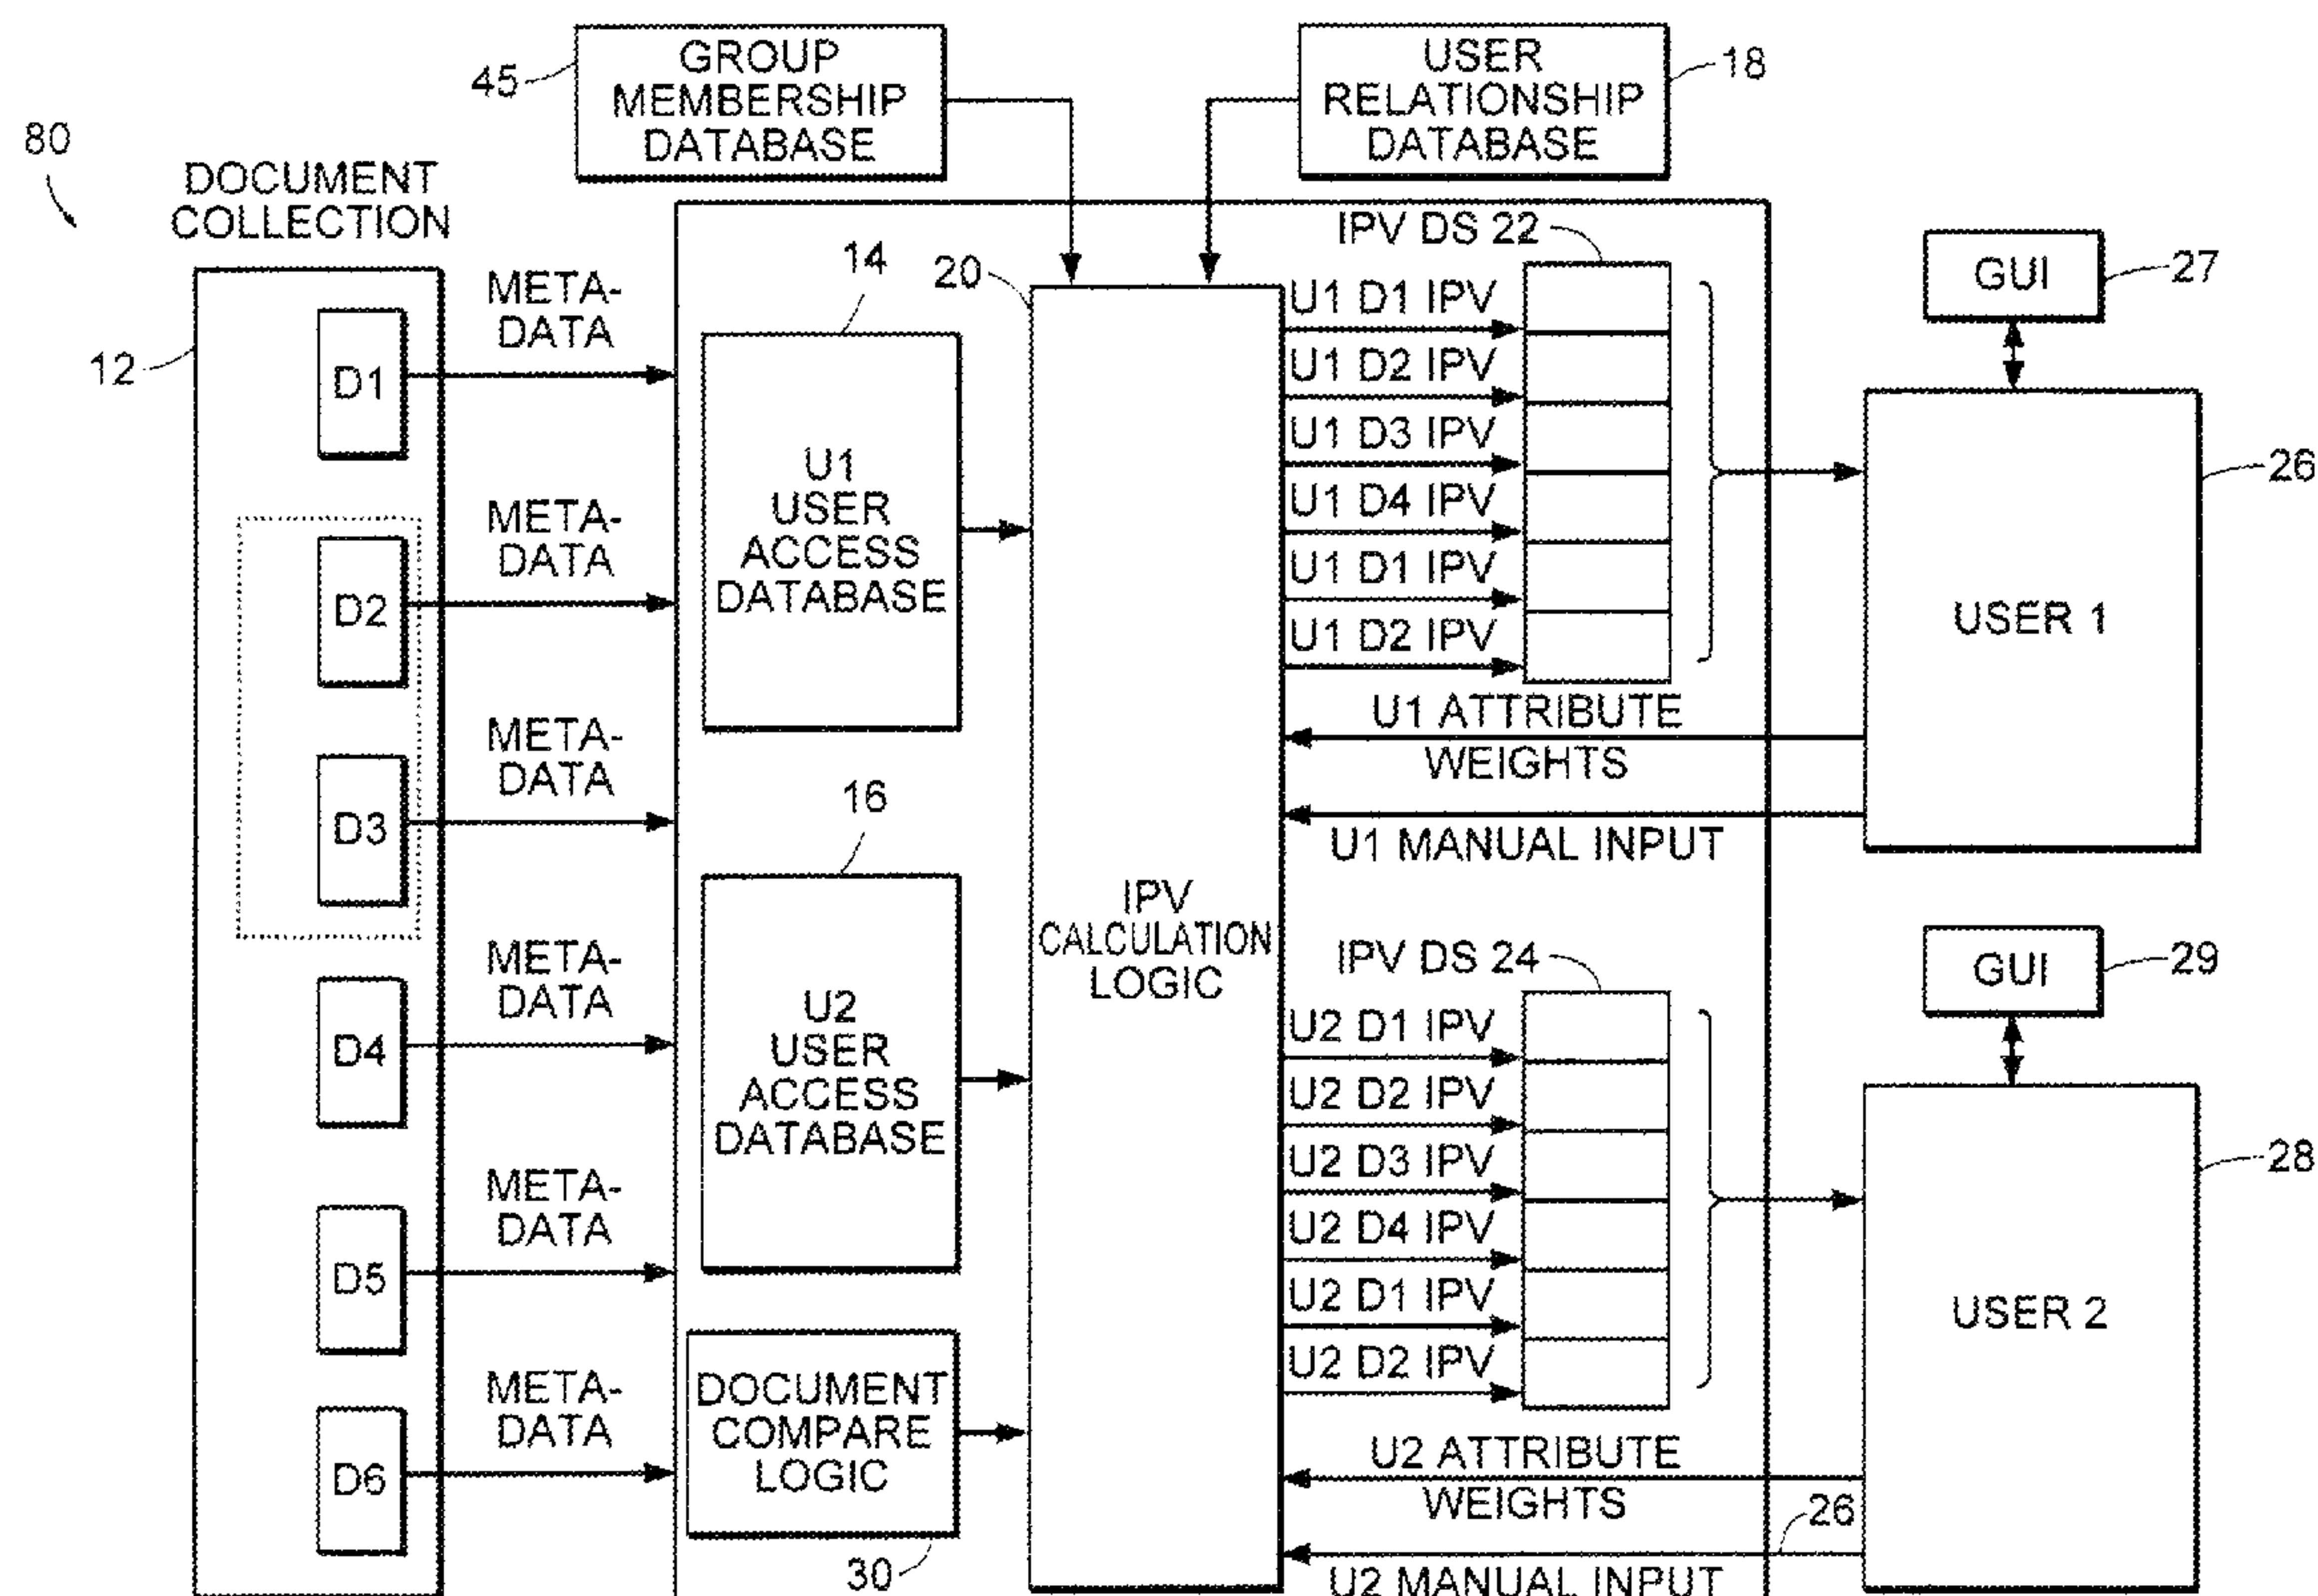 GROUP
MEMBERSHIP
DATABASE
45
USER
RELATIONSHIP
DATABASE
18
80
DOCUMENT
COLLECTION
12
D1
D2
D3
D4
D5
D6
META-
DATA
META-
DATA
META-
DATA
META-
DATA
META-
DATA
META-
DATA
14
U1
USER
ACCESS
DATABASE
16
U2
USER
ACCESS
DATABASE
DOCUMENT
COMPARE
LOGIC
30
20
IPV
CALCULATION
LOGIC
IPV DS 22
U1 D1 IPV
U1 D2 IPV
U1 D3 IPV
U1 D4 IPV
U1 D1 IPV
U1 D2 IPV
U1 ATTRIBUTE
WEIGHTS
U1 MANUAL INPUT
IPV DS 24
U2 D1 IPV
U2 D2 IPV
U2 D3 IPV
U2 D4 IPV
U2 D1 IPV
U2 D2 IPV
U2 ATTRIBUTE
WEIGHTS
26
U2 MANUAL INPUT
GUI
27
USER 1
26
GUI
29
USER 2
28